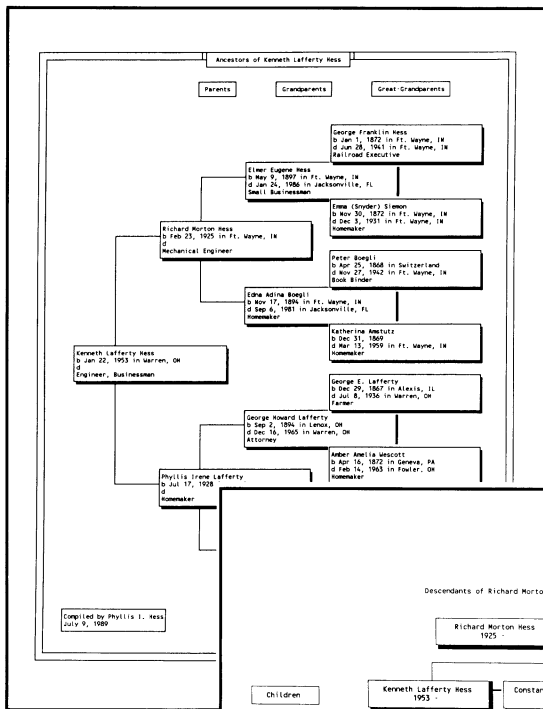 Ancestors of Kenneth Lafferty Hess
Parents
Grandparents
Great-Grandparents
George Franklin Hess
b Jan 1, 1872 in Ft. Wayne, IN
d Jun 28, 1941 in Ft. Wayne, IN
Railroad Executive
Elmer Eugene Hess
b May 9, 1897 in Ft. Wayne, IN
d Jan 24, 1986 in Jacksonville, FL
Small Businessman
Emma (Snyder) Siemon
b Nov 30, 1872 in Ft. Wayne, IN
d Dec 3, 1931 in Ft. Wayne, IN
Homemaker
Richard Morton Hess
b Feb 23, 1925 in Ft. Wayne, IN
d
Mechanical Engineer
Peter Boegli
b Apr 25, 1868 in Switzerland
d Nov 27, 1942 in Ft. Wayne, IN
Book Binder
Edna Adina Boegli
b Nov 17, 1894 in Ft. Wayne, IN
d Sep 6, 1981 in Jacksonville, FL
Homemaker
Katherina Amstutz
b Dec 31, 1869
d Mar 13, 1959 in Ft. Wayne, IN
Homemaker
Kenneth Lafferty Hess
b Jan 22, 1953 in Warren, OH
d
Engineer, Businessman
George E. Lafferty
b Dec 29, 1867 in Alexis, IL
d Jul 8, 1936 in Warren, OH
Farmer
George Howard Lafferty
b Sep 2, 1894 in Lenox, OH
d Dec 16, 1965 in Warren, OH
Attorney
Amber Amelia Wescott
b Apr 16, 1872 in Geneva, PA
d Feb 14, 1963 in Fowler, OH
Homemaker
Phyllis Irene Lafferty
b Jul 17, 1928
d
Homemaker
Compiled by Phyllis I. Hess
July 9, 1989
Descendants of Richard Morto
Richard Morton Hess
1925 -
Children
Kenneth Lafferty Hess
1953 -
Constan